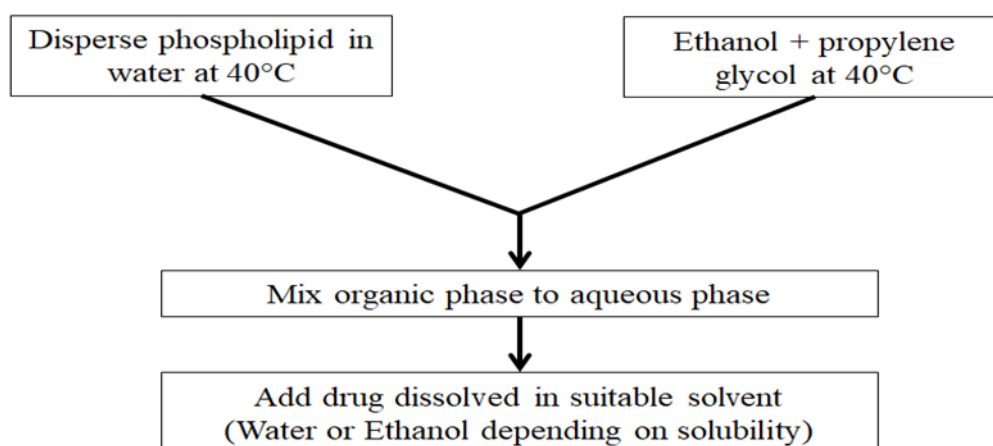 Disperse phospholipid in
water at 40°C
Ethanol + propylene
glycol at 40°C
Mix organic phase to aqueous phase
Add drug dissolved in suitable solvent
(Water or Ethanol depending on solubility)